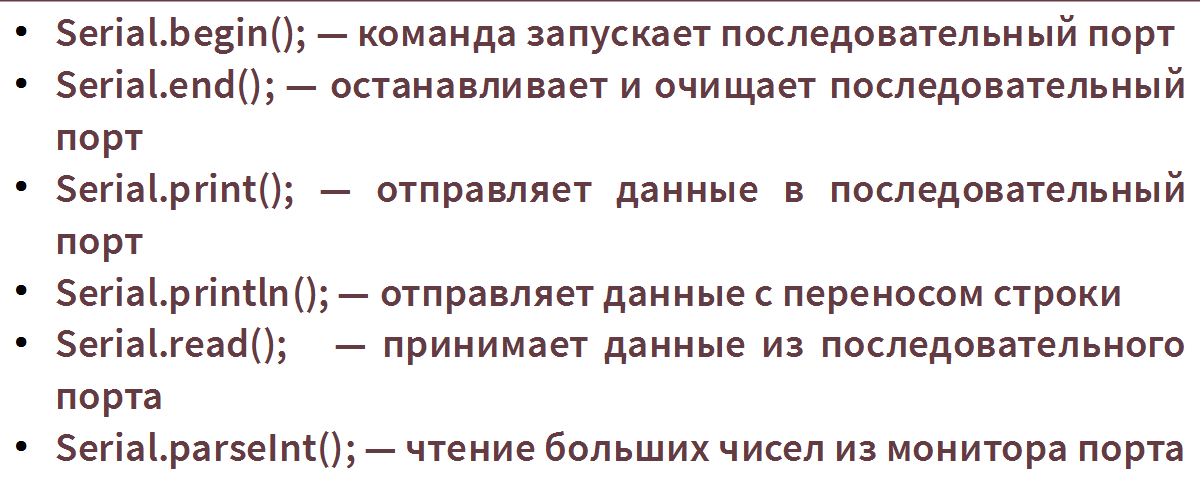 • Serial.begin(); — команда запускает последовательный порт
• Serial.end(); — останавливает и очищает последовательный
порт
• Serial.print(); — отправляет данные в последовательный
порт
• Serial.println(); — отправляет данные с переносом строки
• Serial.read(); — принимает данные из последовательного
порта
• Serial.parseInt(); — чтение больших чисел из монитора порта